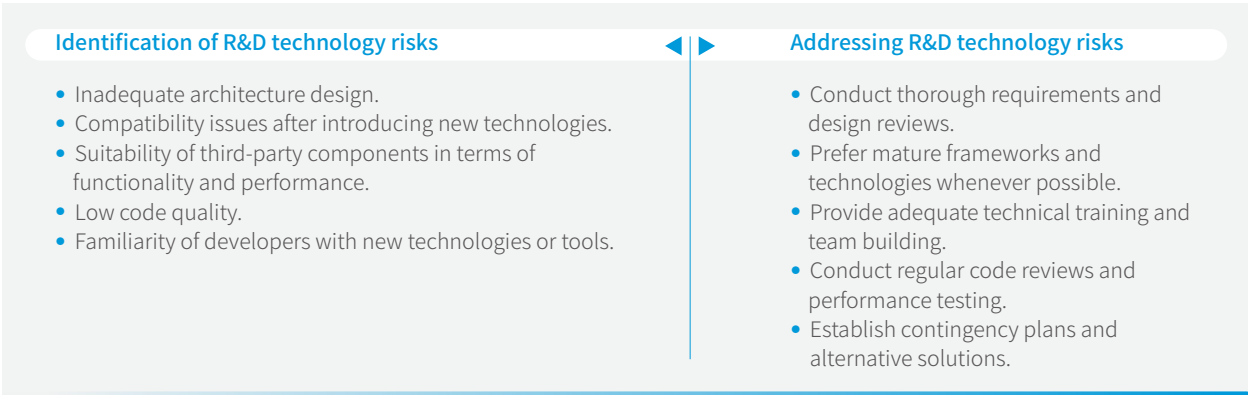 Identification of R&D technology risks
• Inadequate architecture design.
• Compatibility issues after introducing new technologies.
• Suitability of third-party components in terms of
functionality and performance.
• Low code quality.
• Familiarity of developers with new technologies or tools.
Addressing R&D technology risks
• Conduct thorough requirements and
design reviews.
• Prefer mature frameworks and
technologies whenever possible.
• Provide adequate technical training and
team building.
• Conduct regular code reviews and
performance testing.
• Establish contingency plans and
alternative solutions.